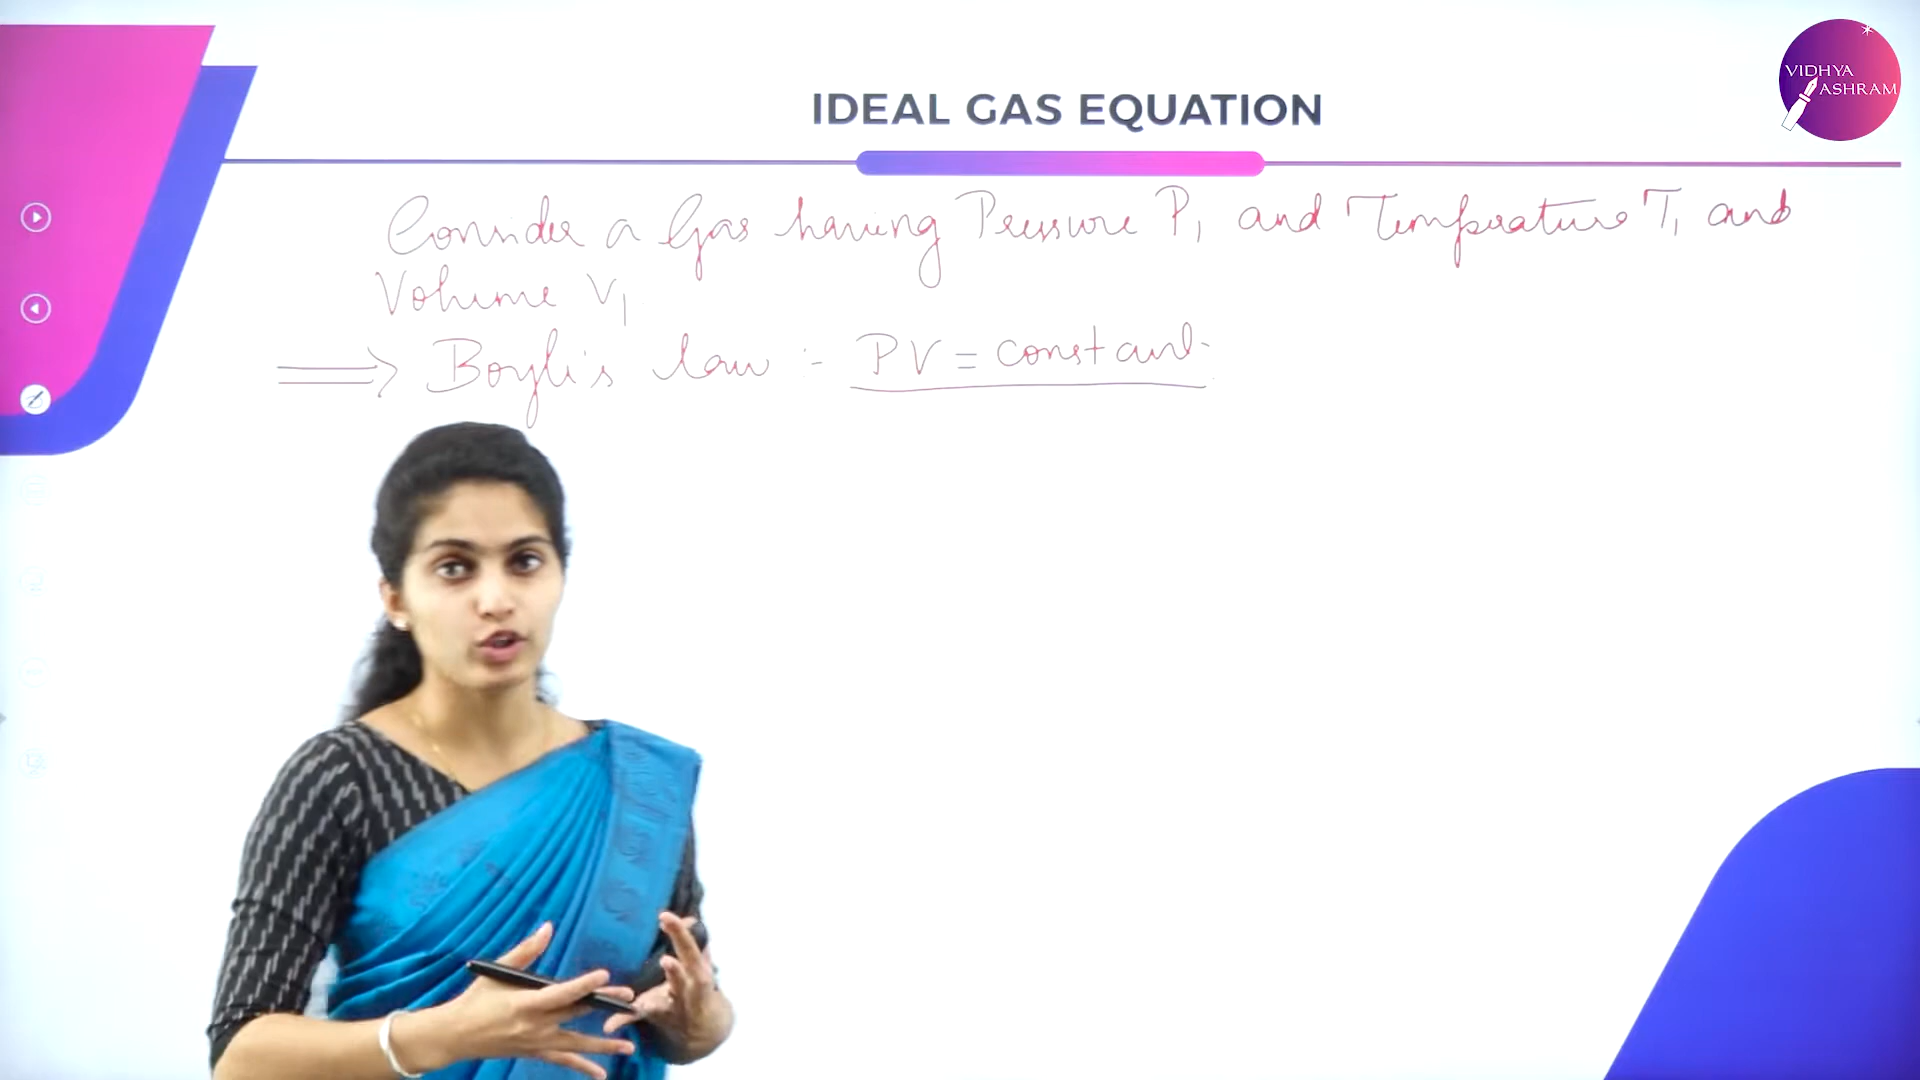 VIDHYA
ASHRAM
IDEAL GAS EQUATION
Consider a Gas having Pressure P₁ and Temperature T₁ and
Volume V₁
⟹ Boyle's law :- PV = constant.